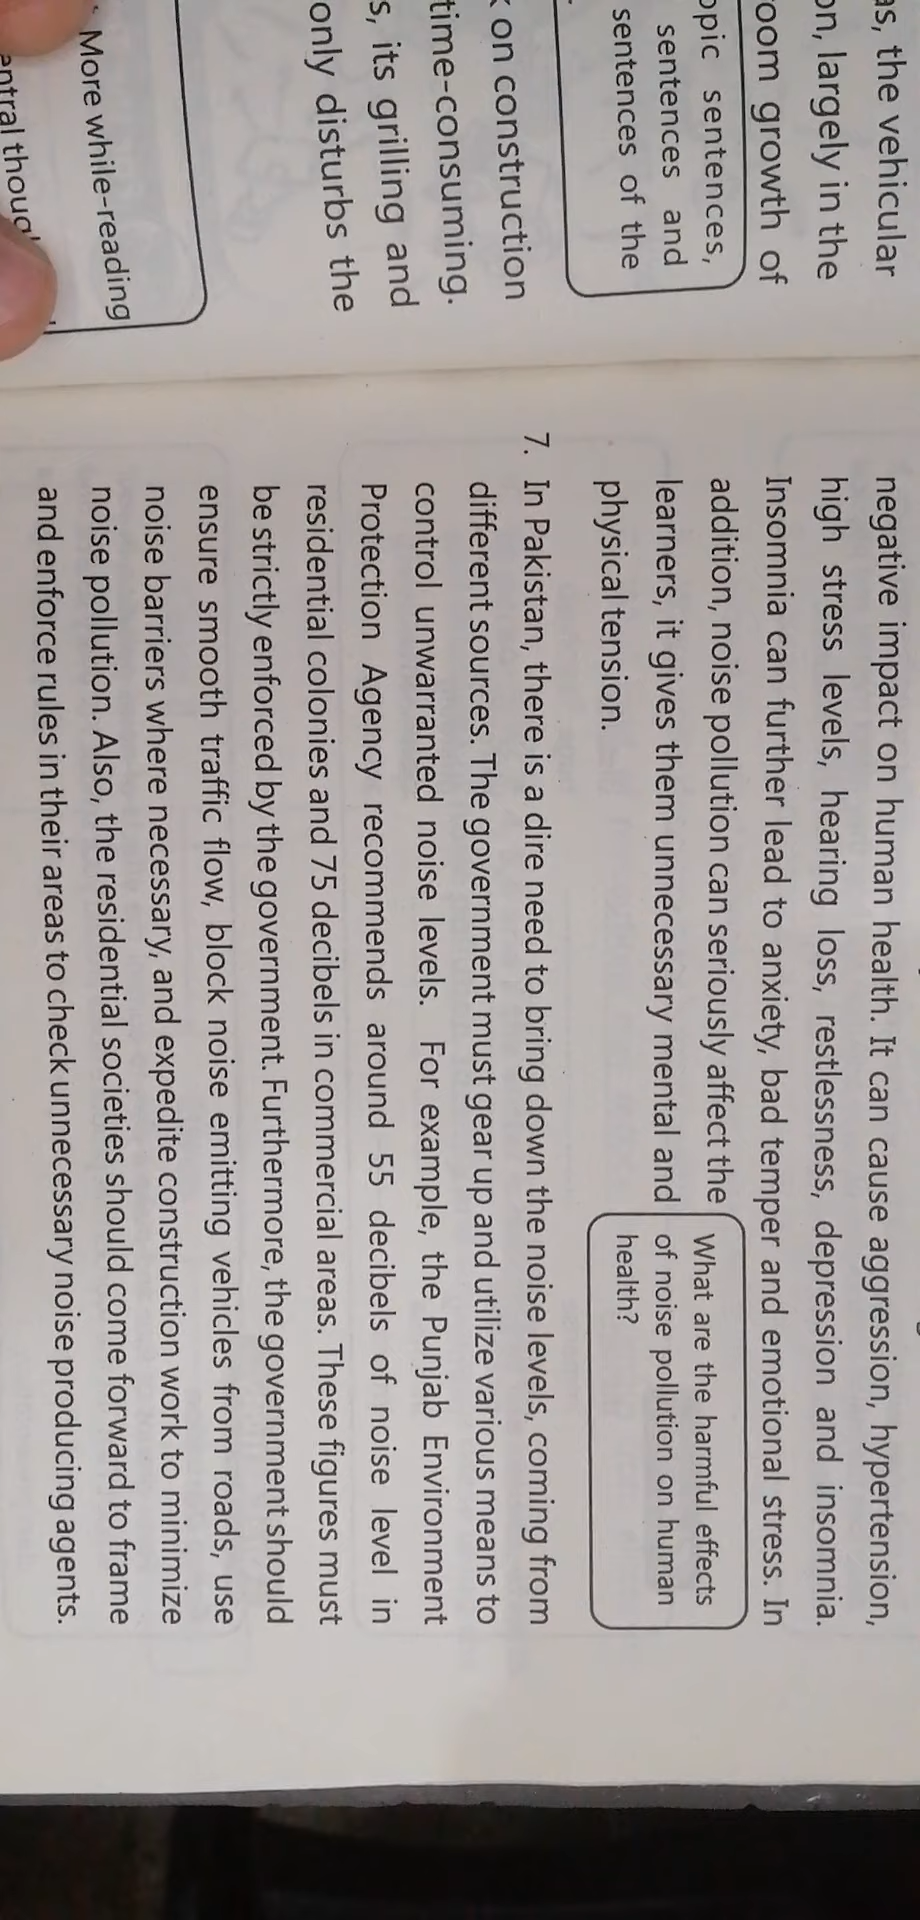 as, the vehicular
on, largely in the
room growth of
opic sentences,
sentences and
sentences of the
on construction
time-consuming.
s, its grilling and
only disturbs the
More while-reading
negative impact on human health. It can cause aggression, hypertension,
high stress levels, hearing loss, restlessness, depression and insomnia.
Insomnia can further lead to anxiety, bad temper and emotional stress. In
addition, noise pollution can seriously affect the
learners, it gives them unnecessary mental and
physical tension.
What are the harmful effects
of noise pollution on human
health?
7. In Pakistan, there is a dire need to bring down the noise levels, coming from
different sources. The government must gear up and utilize various means to
control unwarranted noise levels. For example, the Punjab Environment
Protection Agency recommends around 55 decibels of noise level in
residential colonies and 75 decibels in commercial areas. These figures must
be strictly enforced by the government. Furthermore, the government should
ensure smooth traffic flow, block noise emitting vehicles from roads, use
noise barriers where necessary, and expedite construction work to minimize
noise pollution. Also, the residential societies should come forward to frame
and enforce rules in their areas to check unnecessary noise producing agents.